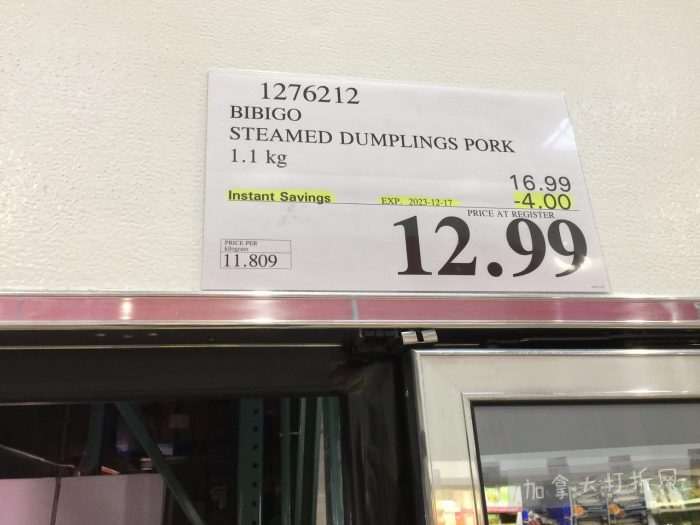 1276212
BIBIGO
STEAMED DUMPLINGS PORK
1.1 kg
16.99
Instant Savings EXP. 2023-12-17 -4.00
PRICE AT REGISTER
12.99
PRICE PER
kilogram
11.809
加拿大打折网